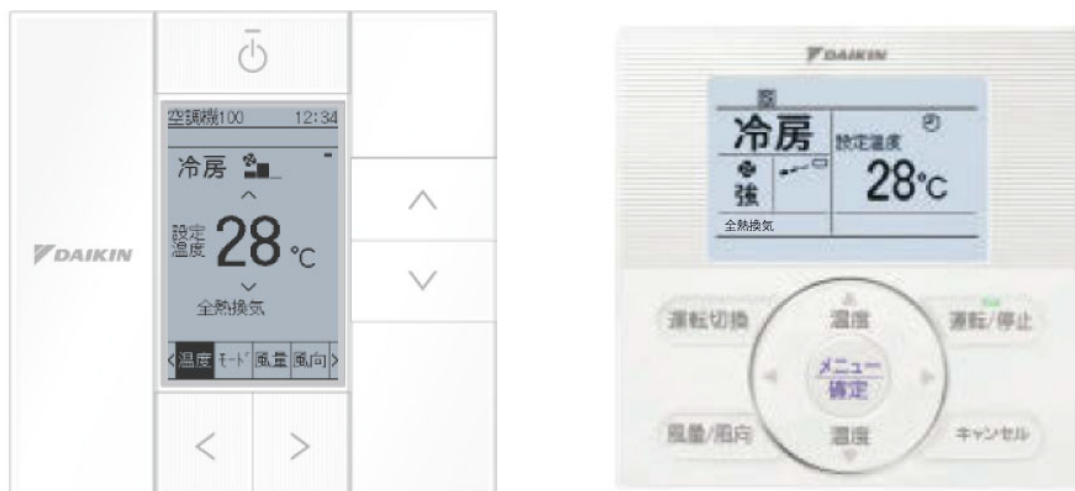 空調機100 12:34
冷房
設定
温度
28℃
全熱換気
温度 モード 風量 風向
DAIKIN
DAIKIN
冷房
設定温度
強
28℃
全熱換気
運転切換
温度
運転/停止
メニュー
確定
風量/風向
温度
キャンセル